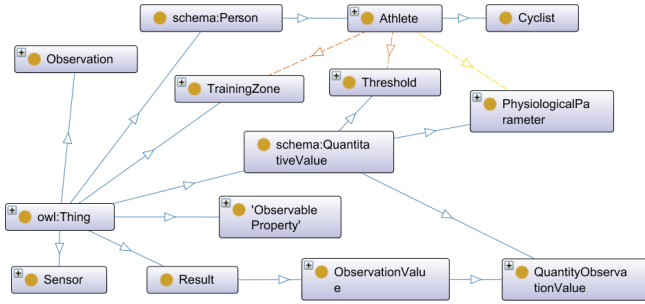 schema:Person
Athlete
Cyclist
Observation
TrainingZone
Threshold
PhysiologicalPa
rameter
schema:Quantita
tiveValue
owl:Thing
'Observable
Property'
Sensor
Result
ObservationValu
e
QuantityObserva
tionValue